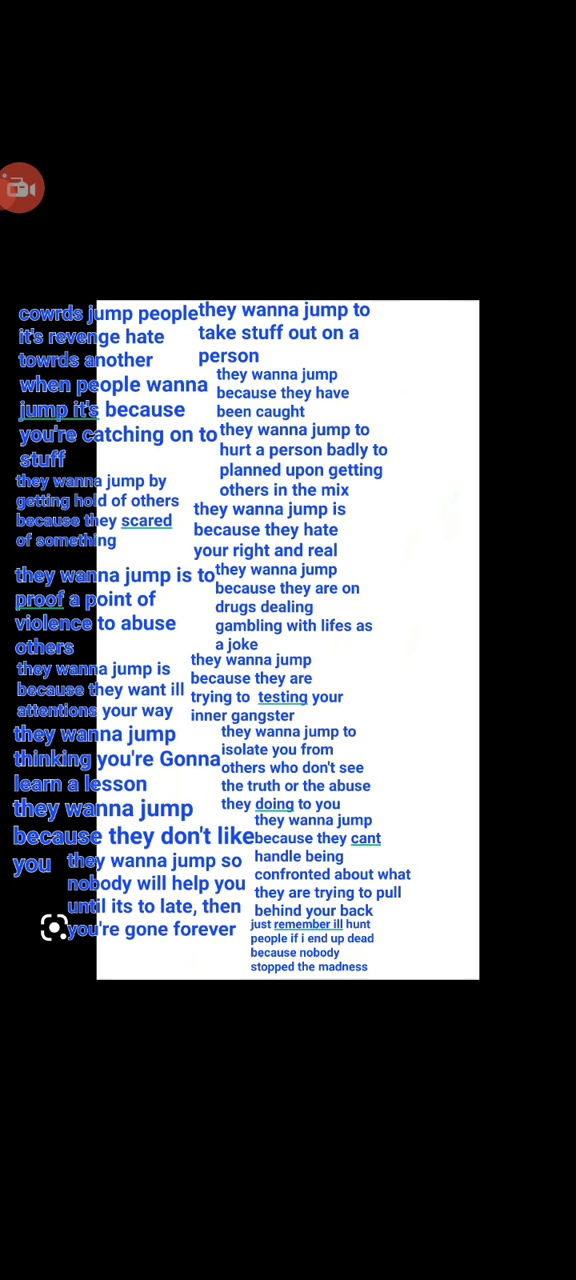 cowrds jump people
it's revenge hate
towrds another
when people wanna
jump it's because
you're catching on to
stuff
they wanna jump by
getting hold of others
because they scared
of something
they wanna jump is to
proof a point of
violence to abuse
others
they wanna jump is
because they want ill
attentions your way
they wanna jump
thinking you're Gonna
learn a lesson
they wanna jump
because they don't like
you
they wanna jump so
nobody will help you
until its to late, then
you're gone forever
they wanna jump to
take stuff out on a
person
they wanna jump
because they have
been caught
they wanna jump to
hurt a person badly to
planned upon getting
others in the mix
they wanna jump is
because they hate
your right and real
they wanna jump
because they are on
drugs dealing
gambling with lifes as
a joke
they wanna jump
because they are
trying to testing your
inner gangster
they wanna jump to
isolate you from
others who don't see
the truth or the abuse
they doing to you
they wanna jump
because they cant
handle being
confronted about what
they are trying to pull
behind your back
just remember ill hunt
people if i end up dead
because nobody
stopped the madness